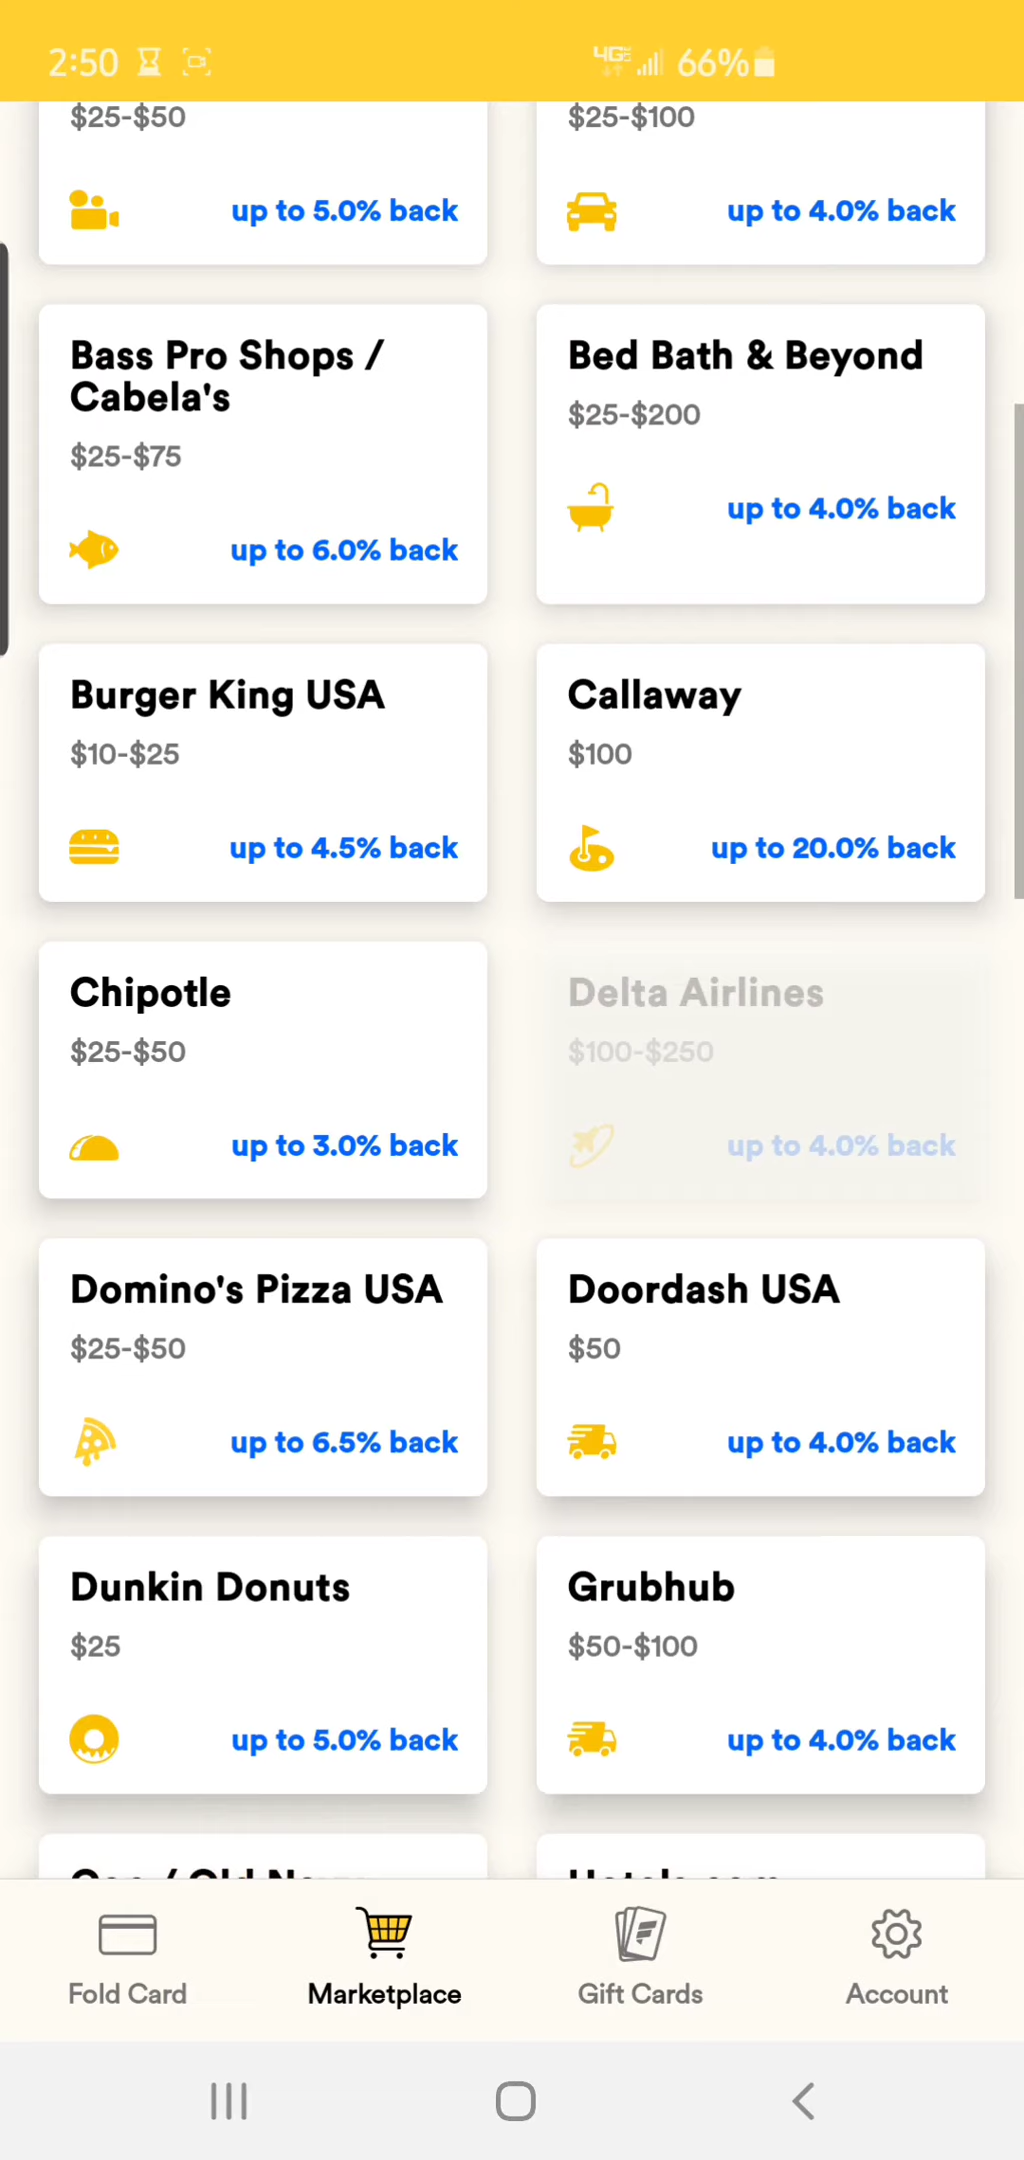 2:50
4G 66%
$25-$50
$25-$100
up to 5.0% back
up to 4.0% back
Bass Pro Shops /
Cabela's
$25-$75
up to 6.0% back
Bed Bath & Beyond
$25-$200
up to 4.0% back
Burger King USA
$10-$25
up to 4.5% back
Callaway
$100
up to 20.0% back
Chipotle
$25-$50
up to 3.0% back
Delta Airlines
$100-$250
up to 4.0% back
Domino's Pizza USA
$25-$50
up to 6.5% back
Doordash USA
$50
up to 4.0% back
Dunkin Donuts
$25
up to 5.0% back
Grubhub
$50-$100
up to 4.0% back
Hotels.com
Fold Card
Marketplace
Gift Cards
Account